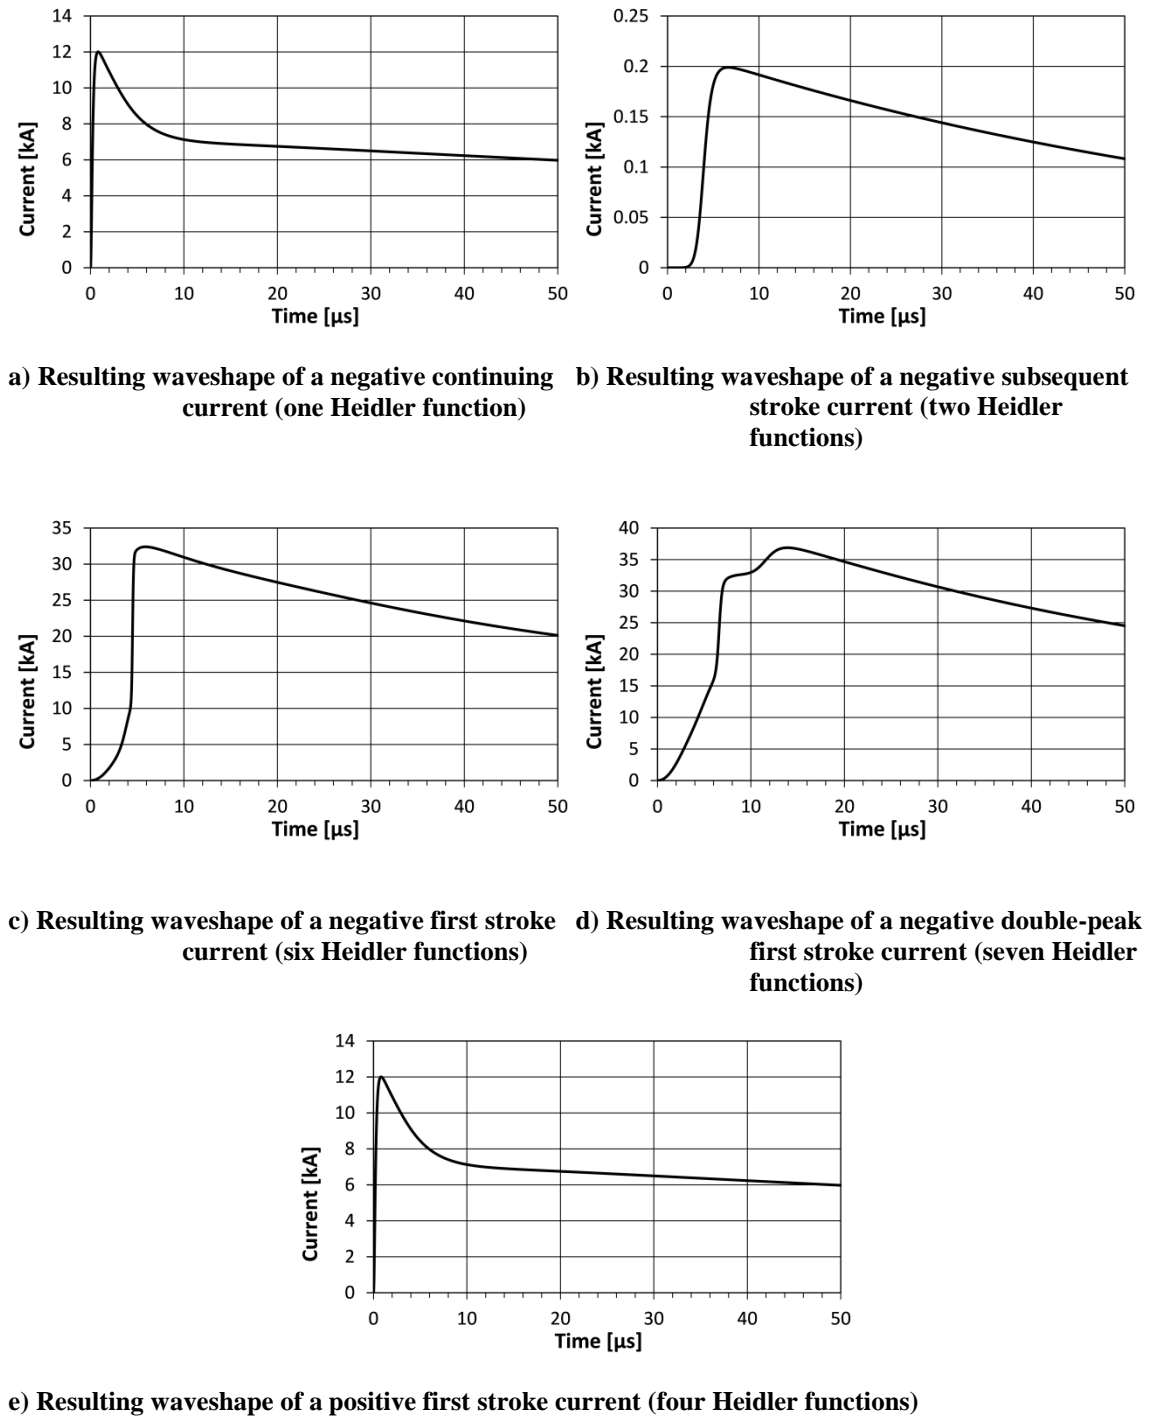 14
12
10
8
6
4
2
0
Current [kA]
0 10 20 30 40 50
Time [µs]
0.25
0.2
0.15
0.1
0.05
0
Current [kA]
0 10 20 30 40 50
Time [µs]
a) Resulting waveshape of a negative continuing
current (one Heidler function)
b) Resulting waveshape of a negative subsequent
stroke current (two Heidler
functions)
35
30
25
20
15
10
5
0
Current [kA]
0 10 20 30 40 50
Time [µs]
40
35
30
25
20
15
10
5
0
Current [kA]
0 10 20 30 40 50
Time [µs]
c) Resulting waveshape of a negative first stroke
current (six Heidler functions)
d) Resulting waveshape of a negative double-peak
first stroke current (seven Heidler
functions)
14
12
10
8
6
4
2
0
Current [kA]
0 10 20 30 40 50
Time [µs]
e) Resulting waveshape of a positive first stroke current (four Heidler functions)